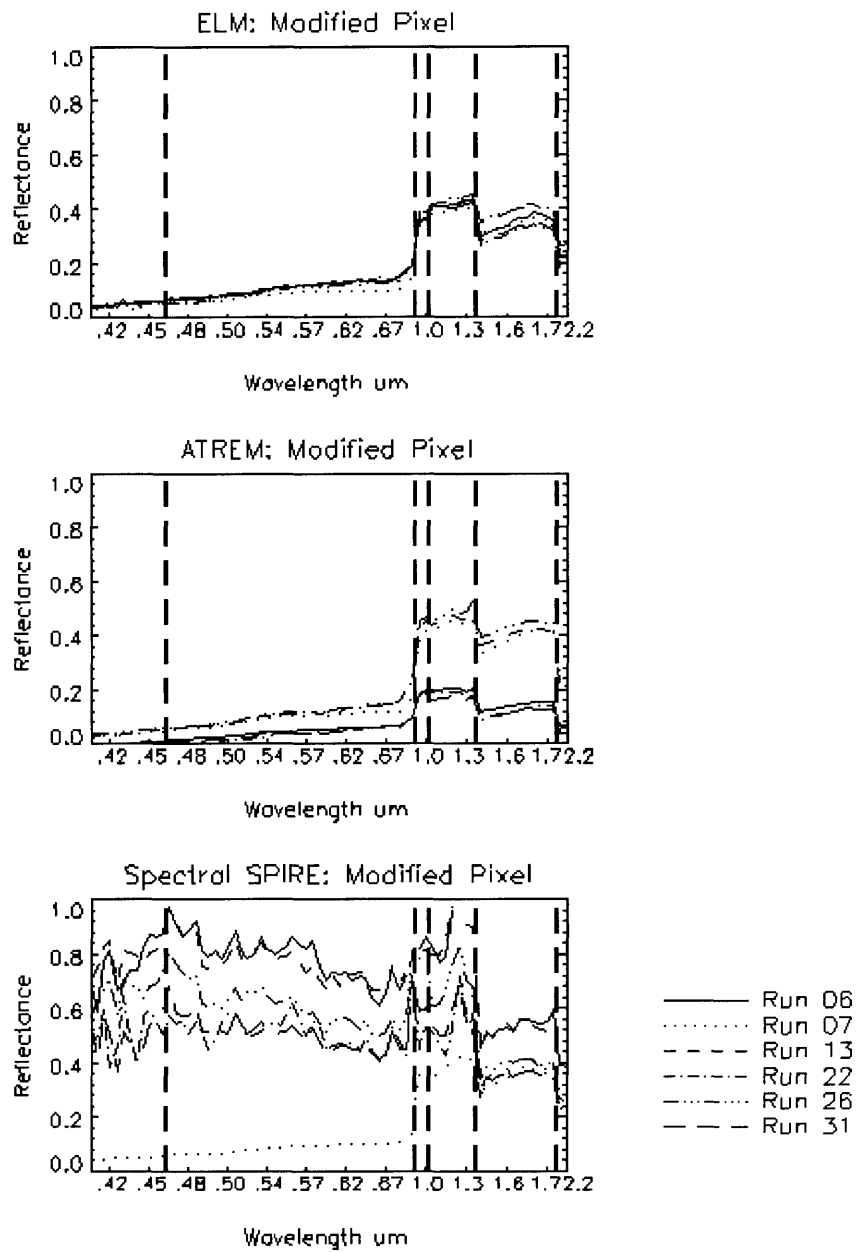 ELM: Modified Pixel
1.0
0.8
0.6
0.4
0.2
0.0
Reflectance
.42 .45 .48 .50 .54 .57 .62 .67 1.0 1.3 1.6 1.72.2
Wavelength um
ATREM: Modified Pixel
1.0
0.8
0.6
0.4
0.2
0.0
Reflectance
.42 .45 .48 .50 .54 .57 .62 .67 1.0 1.3 1.6 1.72.2
Wavelength um
Spectral SPIRE: Modified Pixel
1.0
0.8
0.6
0.4
0.2
0.0
Reflectance
.42 .45 .48 .50 .54 .57 .62 .67 1.0 1.3 1.6 1.72.2
Wavelength um
Run 06
Run 07
Run 13
Run 22
Run 26
Run 31